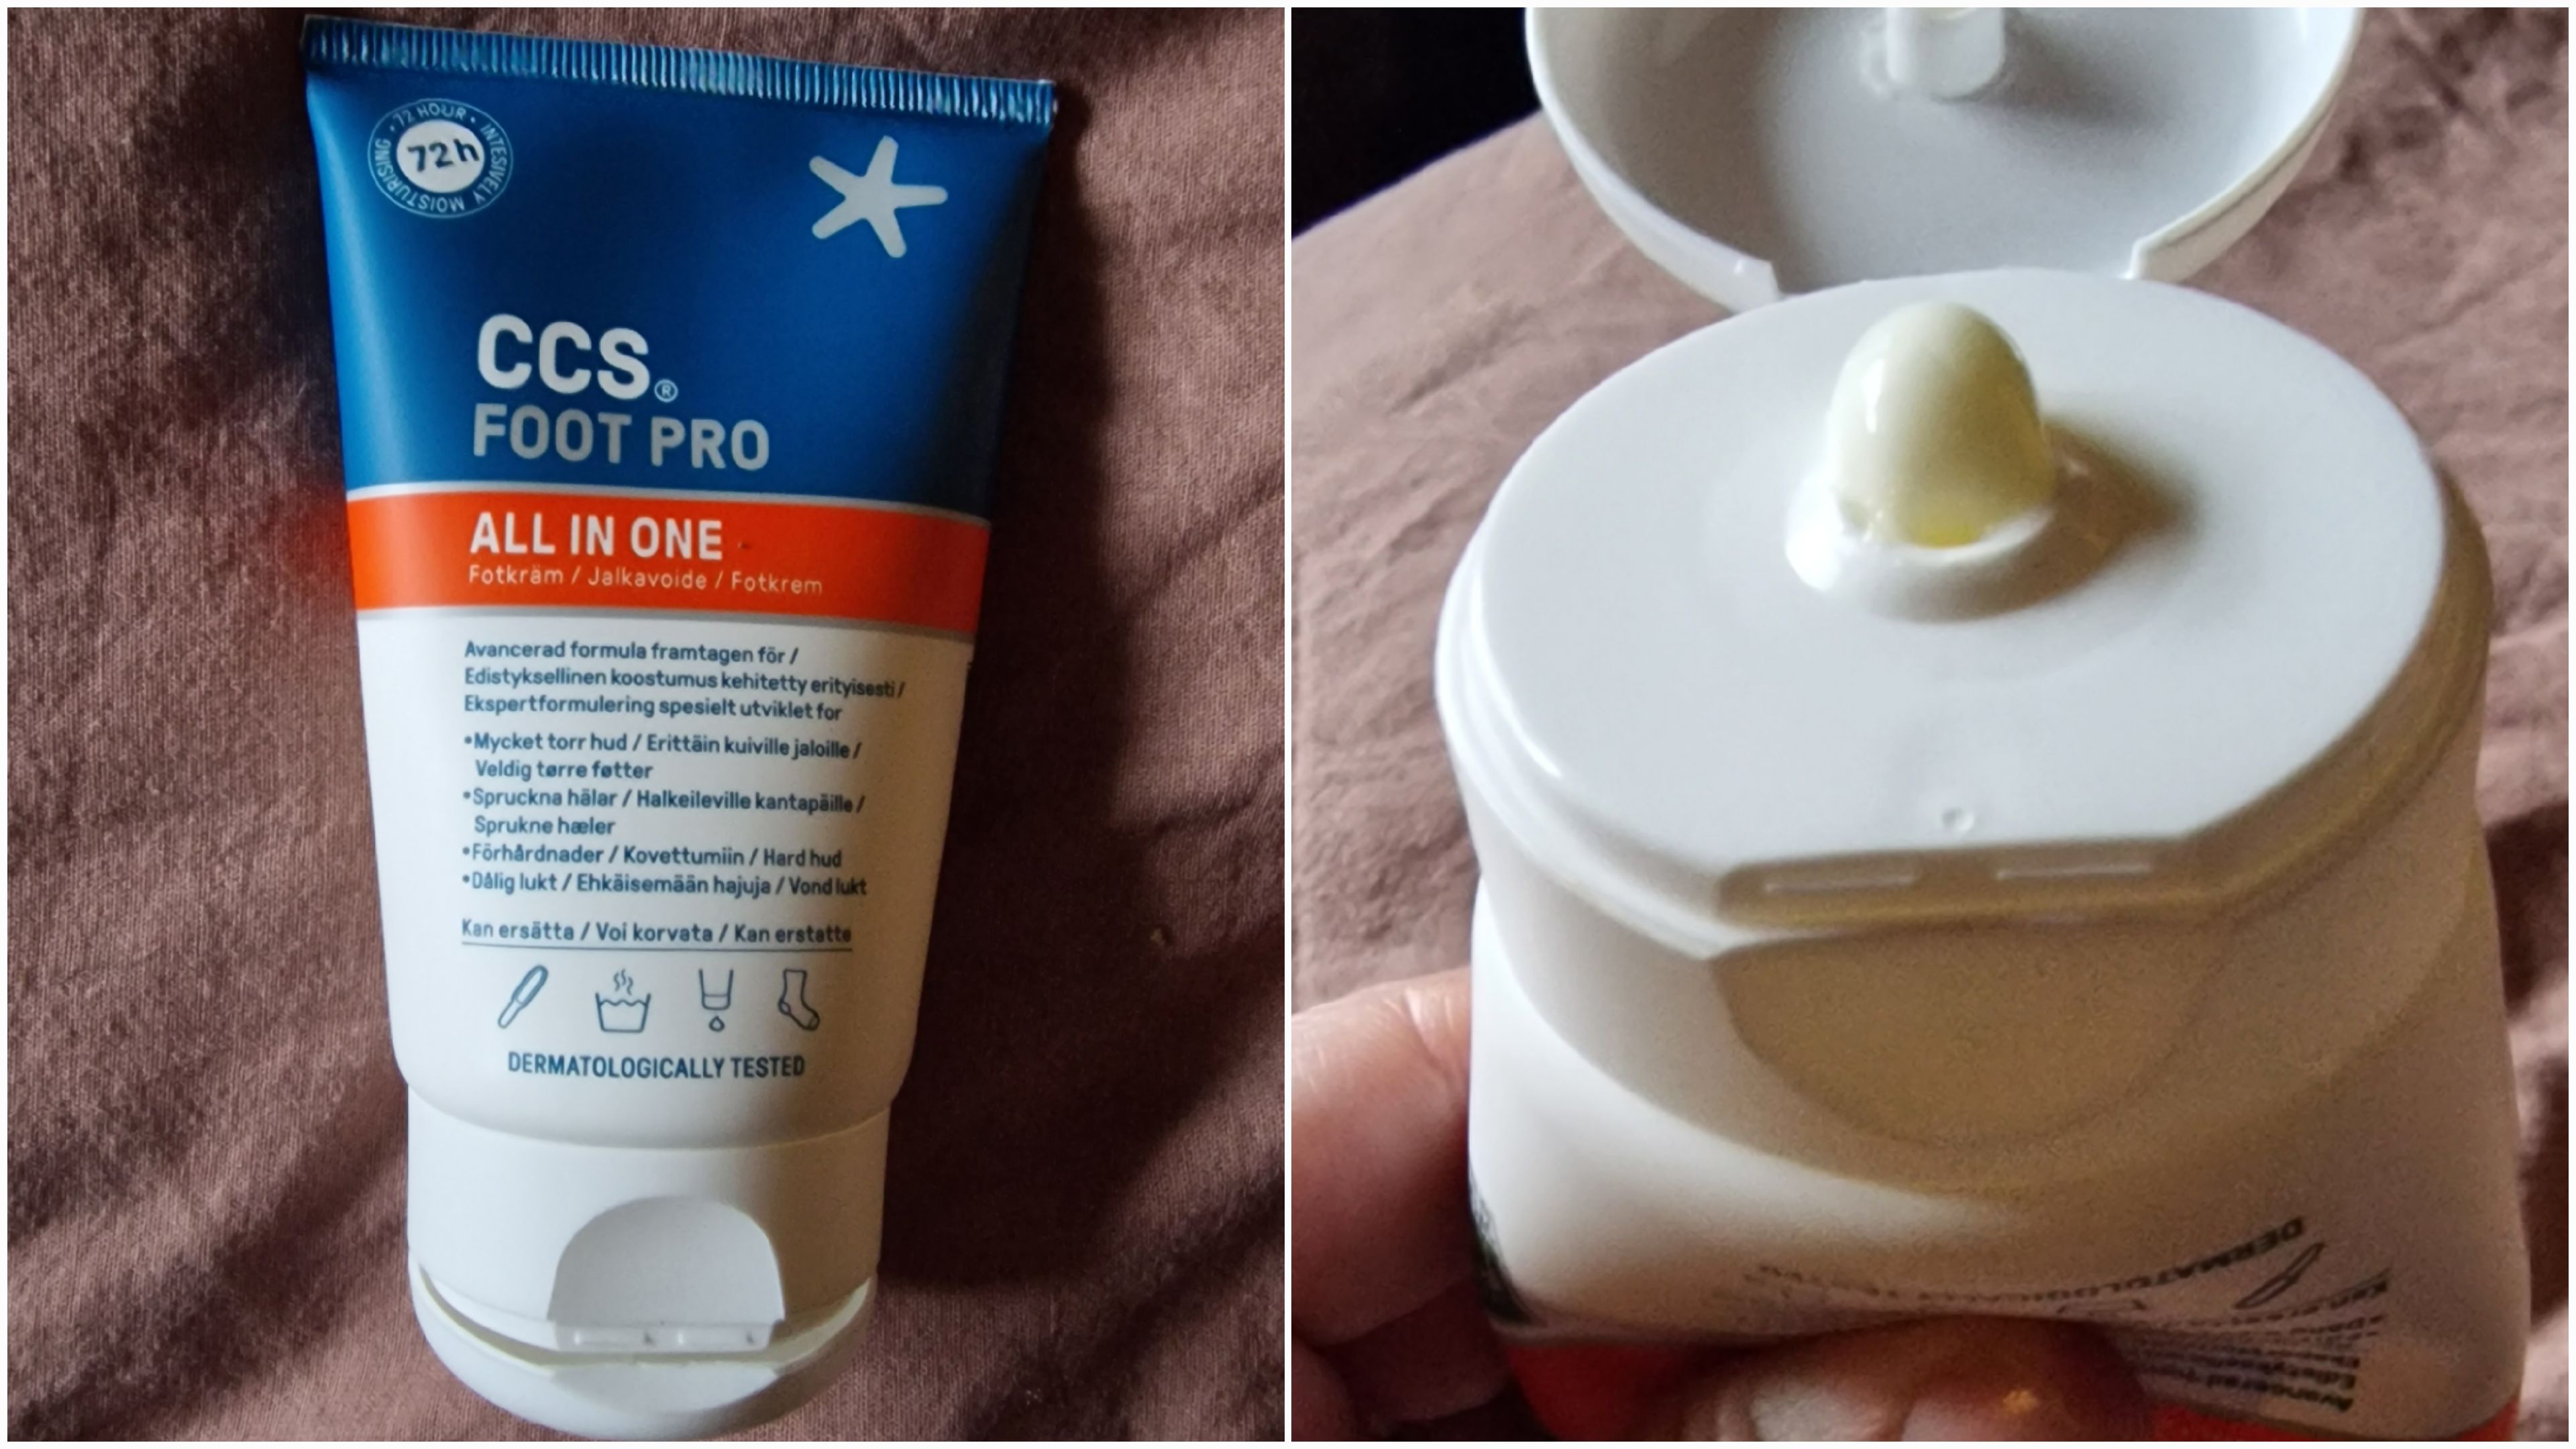 72 HOUR • INTESIVELY MOISTURISING •
72h
CCS®
FOOT PRO
ALL IN ONE
Fotkräm / Jalkavoide / Fotkrem
Avancerad formula framtagen för /
Edistyksellinen koostumus kehitetty erityisesti /
Ekspertformulering spesielt utviklet for
•Mycket torr hud / Erittäin kuiville jaloille /
Veldig tørre føtter
•Spruckna hälar / Halkeileville kantapäille /
Sprukne hæler
•Förhårdnader / Kovettumiin / Hard hud
•Dålig lukt / Ehkäisemään hajuja / Vond lukt
Kan ersätta / Voi korvata / Kan erstatte
DERMATOLOGICALLY TESTED
DERMATOLOGICALLY TESTED